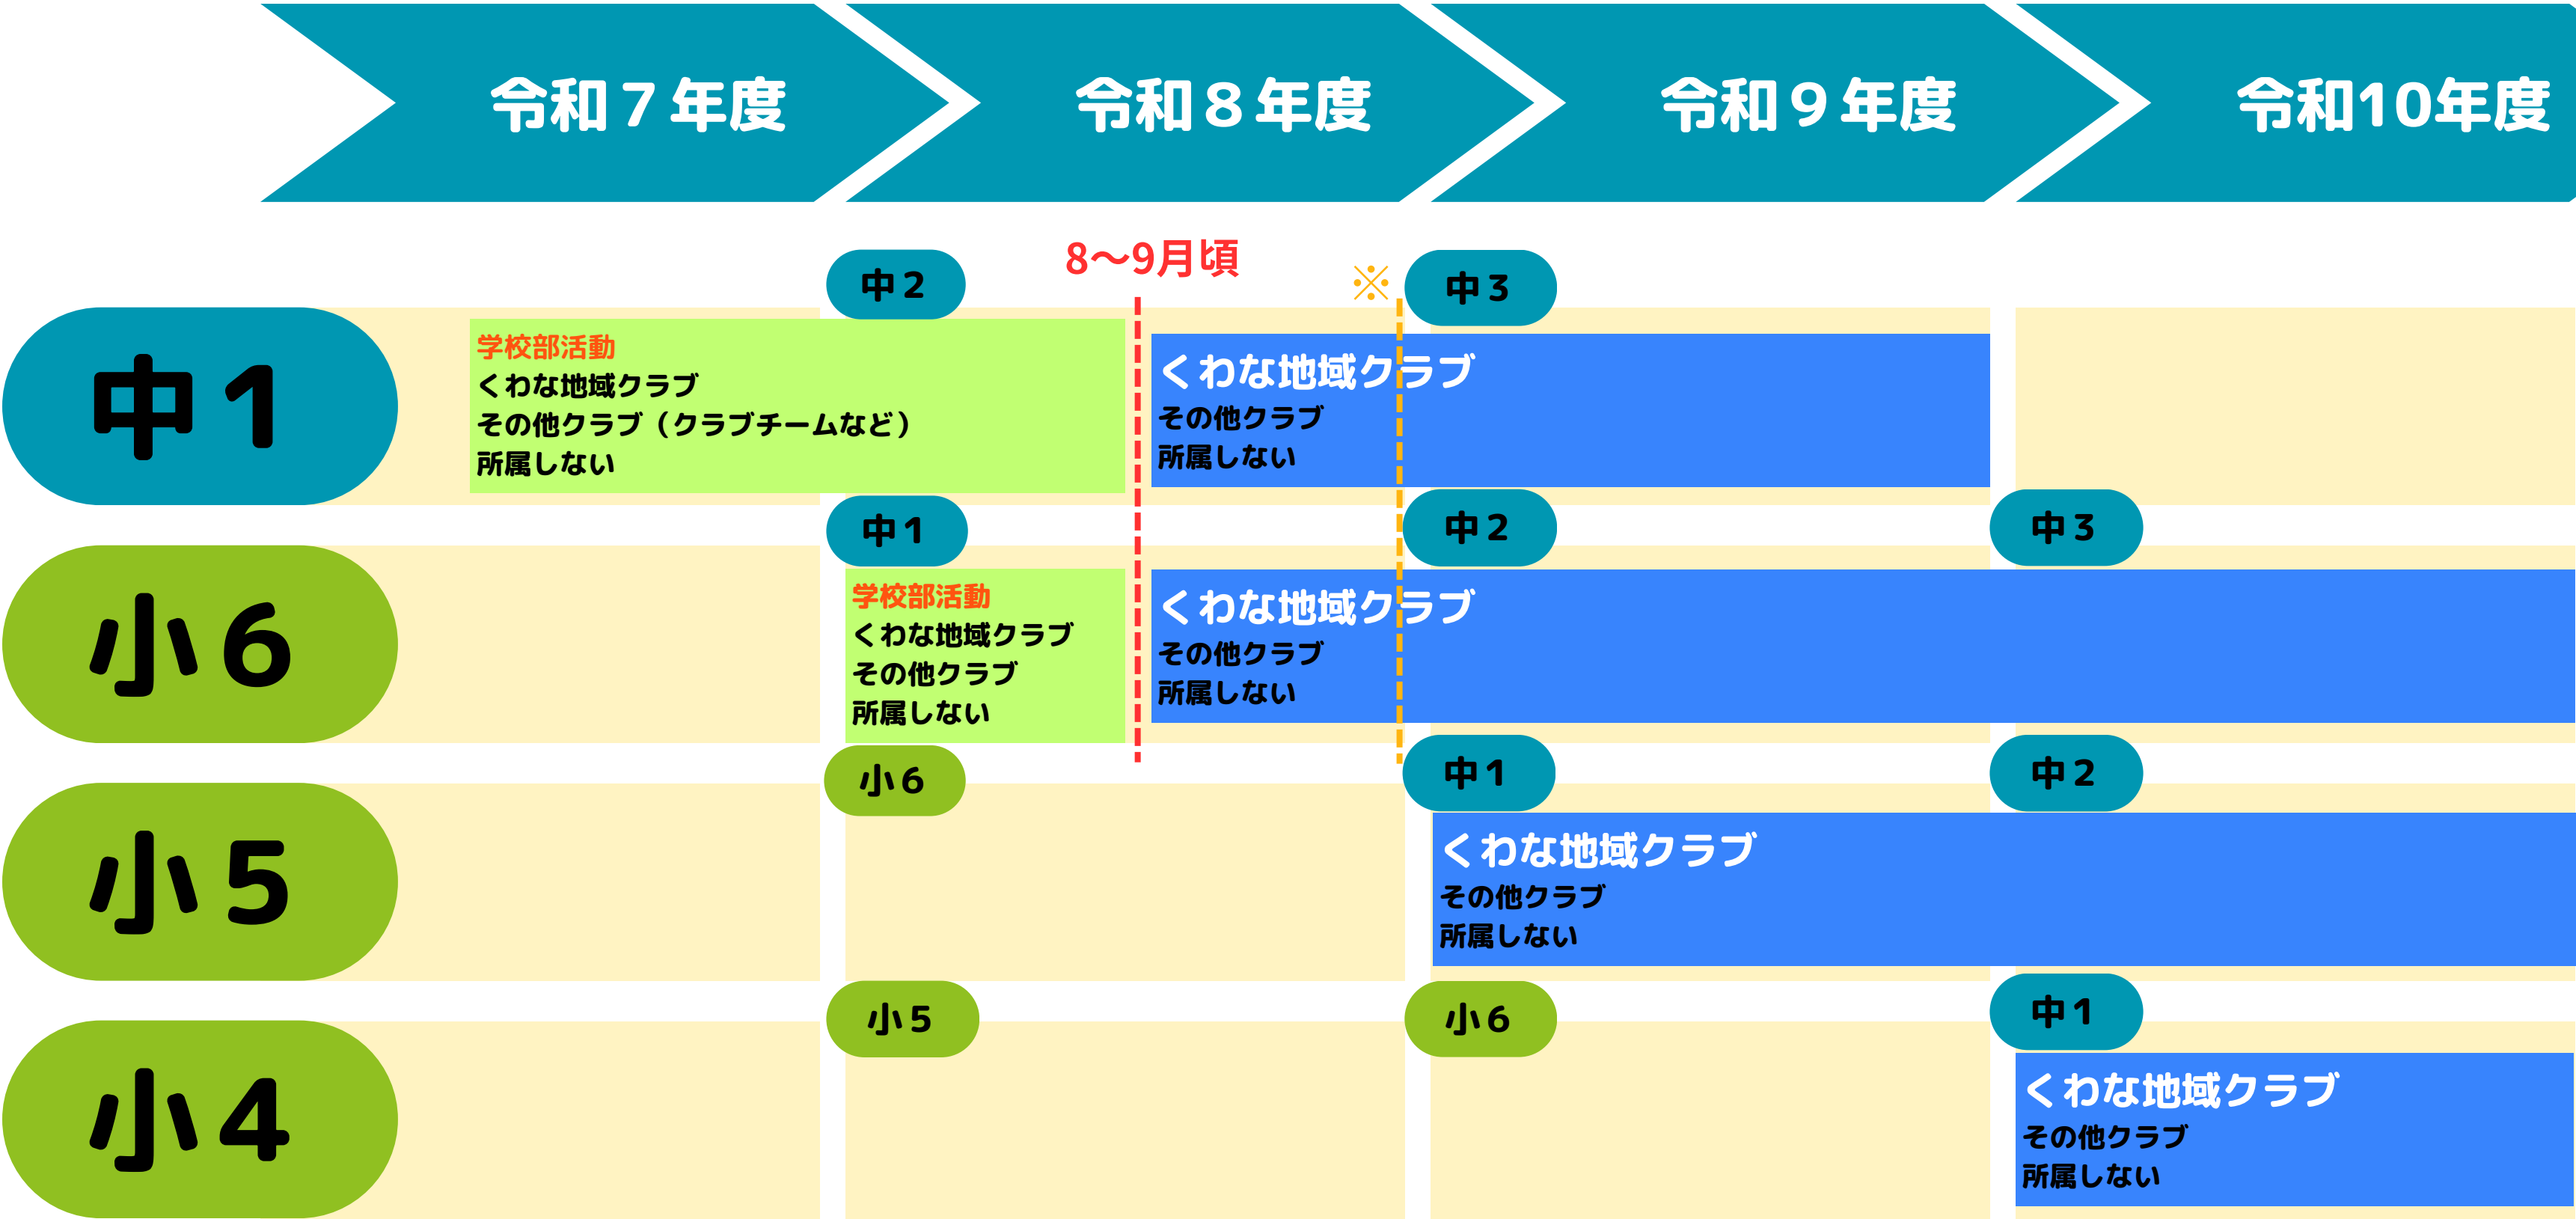 令和７年度
令和８年度
令和９年度
令和10年度
8〜9月頃
※
中２
中３
中１
学校部活動
くわな地域クラブ
その他クラブ（クラブチームなど）
所属しない
くわな地域クラブ
その他クラブ
所属しない
中１
中２
中３
小６
学校部活動
くわな地域クラブ
その他クラブ
所属しない
くわな地域クラブ
その他クラブ
所属しない
小６
中１
中２
小５
くわな地域クラブ
その他クラブ
所属しない
小５
小６
中１
小４
くわな地域クラブ
その他クラブ
所属しない